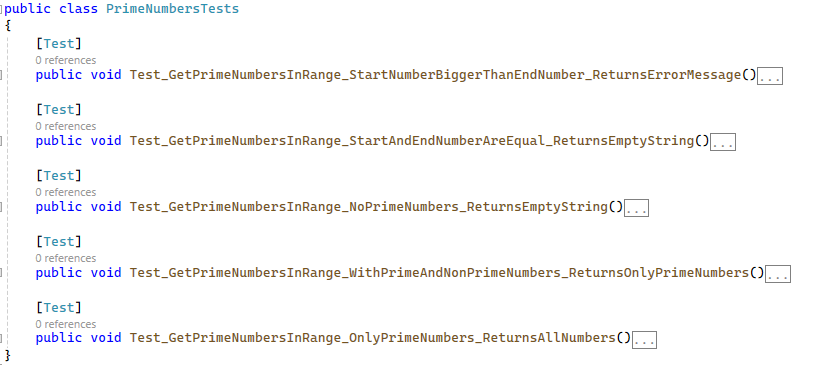 public class PrimeNumbersTests
{
[Test]
0 references
public void Test_GetPrimeNumbersInRange_StartNumberBiggerThanEndNumber_ReturnsErrorMessage()...
[Test]
0 references
public void Test_GetPrimeNumbersInRange_StartAndEndNumberAreEqual_ReturnsEmptyString()...
[Test]
0 references
public void Test_GetPrimeNumbersInRange_NoPrimeNumbers_ReturnsEmptyString()...
[Test]
0 references
public void Test_GetPrimeNumbersInRange_WithPrimeAndNonPrimeNumbers_ReturnsOnlyPrimeNumbers()...
[Test]
0 references
public void Test_GetPrimeNumbersInRange_OnlyPrimeNumbers_ReturnsAllNumbers()...
}